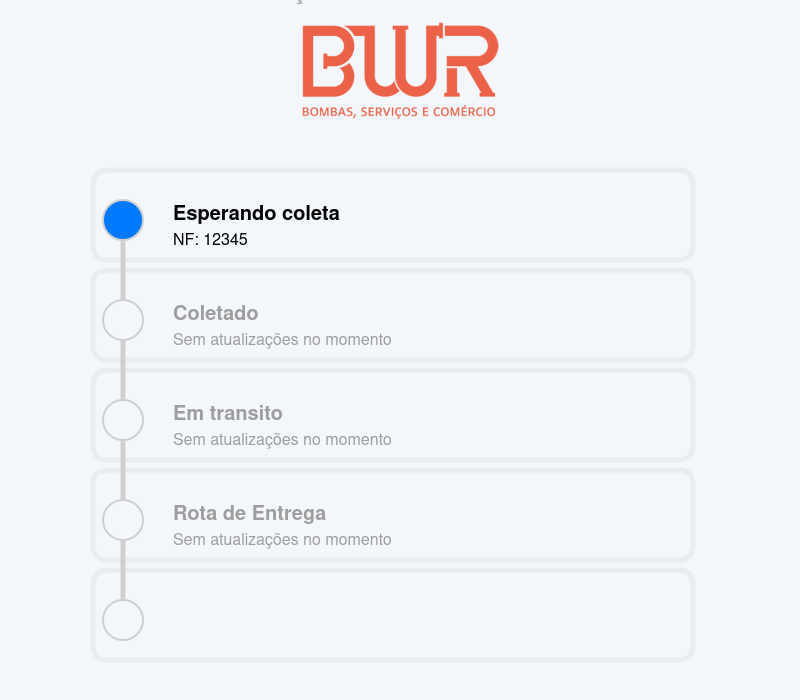 BWR
BOMBAS, SERVIÇOS E COMÉRCIO
Esperando coleta
NF: 12345
Coletado
Sem atualizações no momento
Em transito
Sem atualizações no momento
Rota de Entrega
Sem atualizações no momento